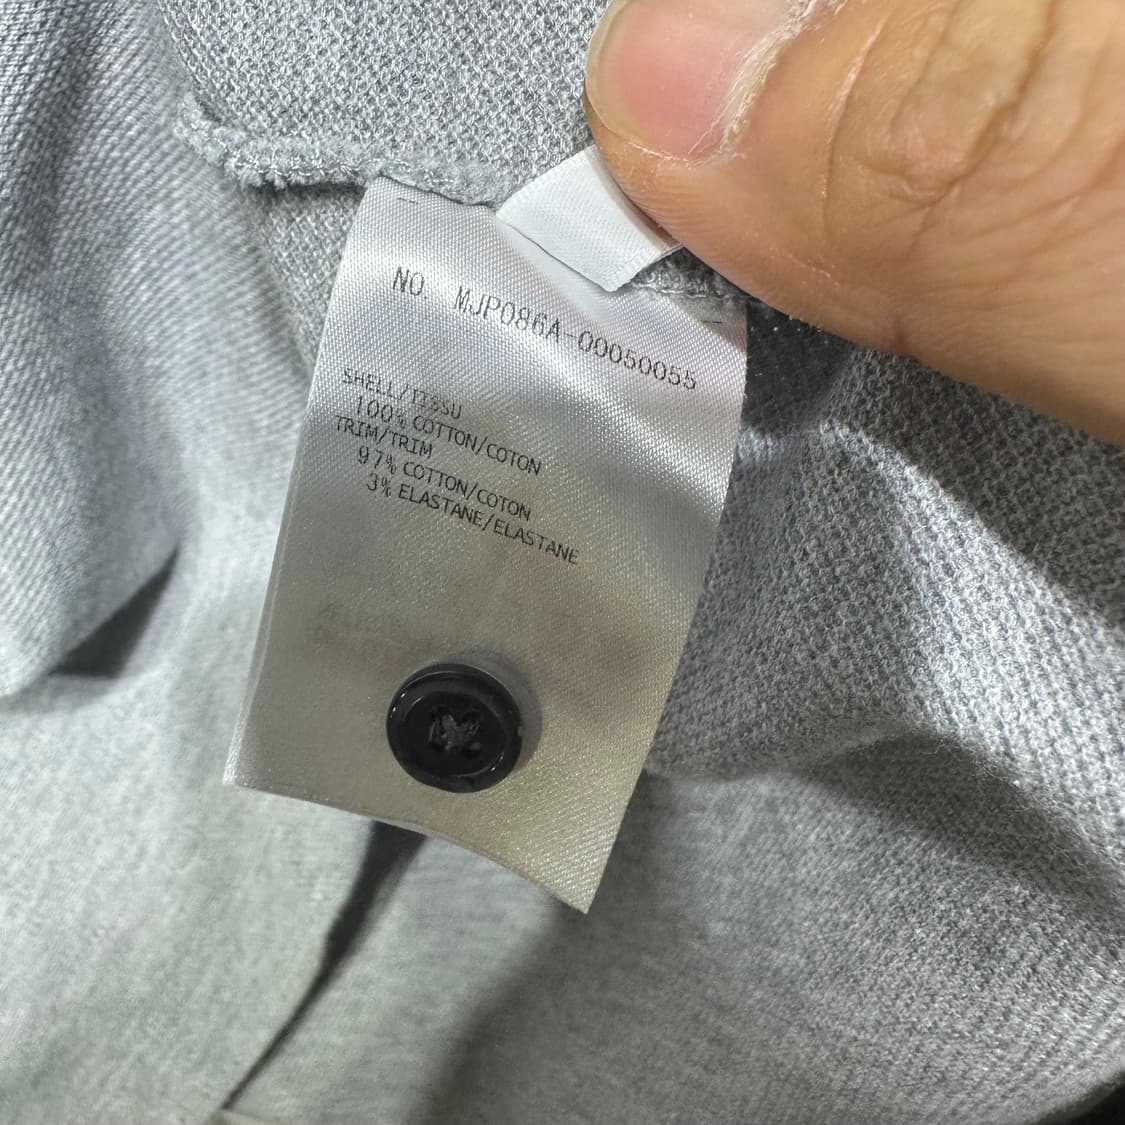 NO. MJP086A-00050055
SHELL/TISSU
100% COTTON/COTON
TRIM/TRIM
97% COTTON/COTON
3% ELASTANE/ELASTANE